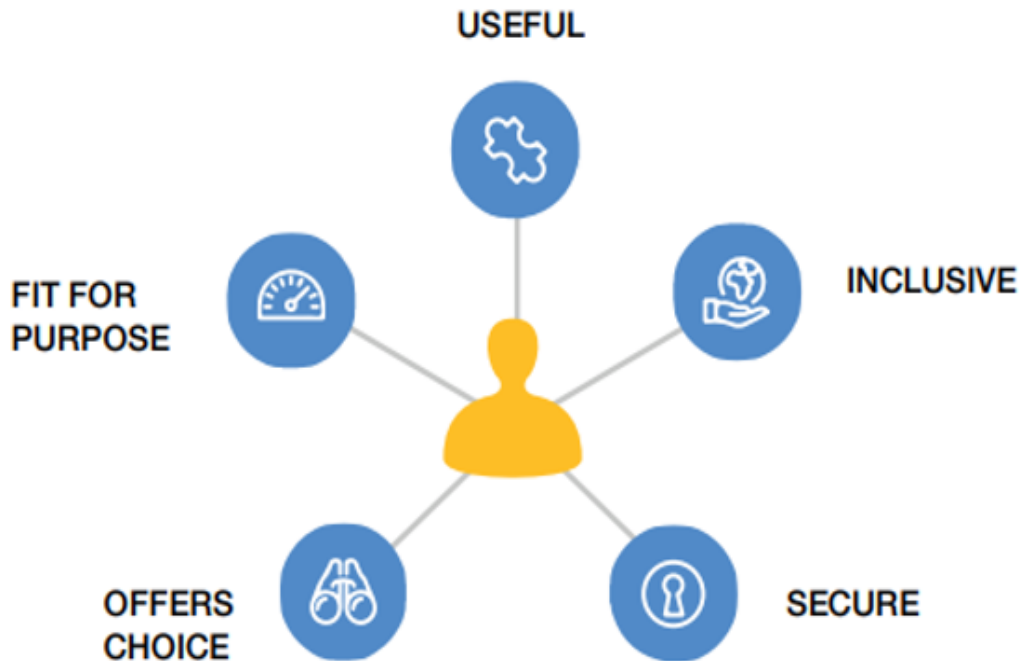 USEFUL
INCLUSIVE
FIT FOR
PURPOSE
OFFERS
CHOICE
SECURE